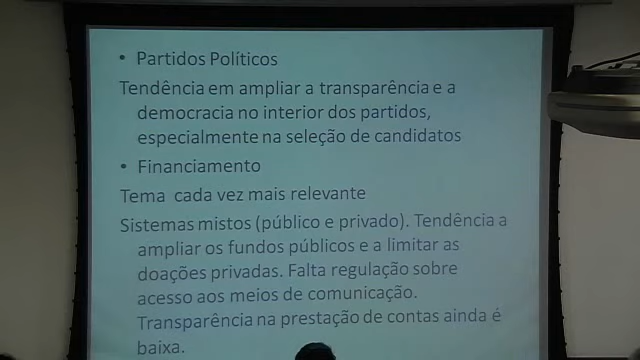 • Partidos Políticos
Tendência em ampliar a transparência e a
democracia no interior dos partidos,
especialmente na seleção de candidatos
• Financiamento
Tema cada vez mais relevante
Sistemas mistos (público e privado). Tendência a
ampliar os fundos públicos e a limitar as
doações privadas. Falta regulação sobre
acesso aos meios de comunicação.
Transparência na prestação de contas ainda é
baixa.